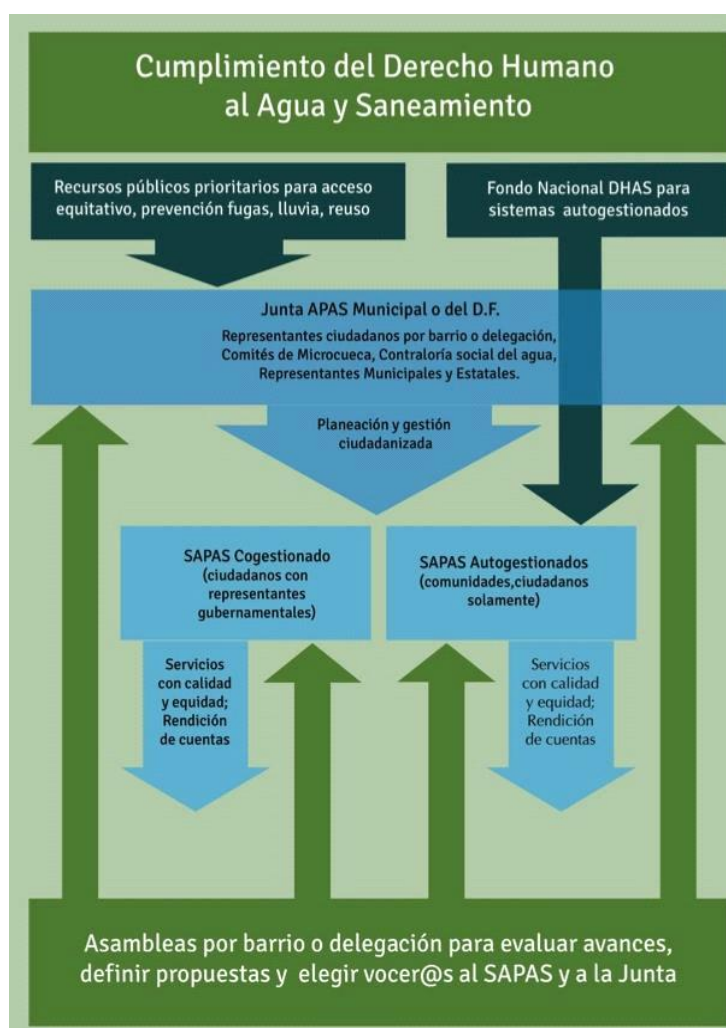 Cumplimiento del Derecho Humano
al Agua y Saneamiento
Recursos públicos prioritarios para acceso
equitativo, prevención fugas, lluvia, reuso
Fondo Nacional DHAS para
sistemas autogestionados
Junta APAS Municipal o del D.F.
Representantes ciudadanos por barrio o delegación,
Comités de Microcueca, Contraloría social del agua,
Representantes Municipales y Estatales.
Planeación y gestión
ciudadanizada
SAPAS Cogestionado
(ciudadanos con
representantes
gubernamentales)
SAPAS Autogestionados
(comunidades,ciudadanos
solamente)
Servicios
con calidad
y equidad;
Rendición
de cuentas
Servicios
con calidad
y equidad;
Rendición
de cuentas
Asambleas por barrio o delegación para evaluar avances,
definir propuestas y elegir vocer@s al SAPAS y a la Junta